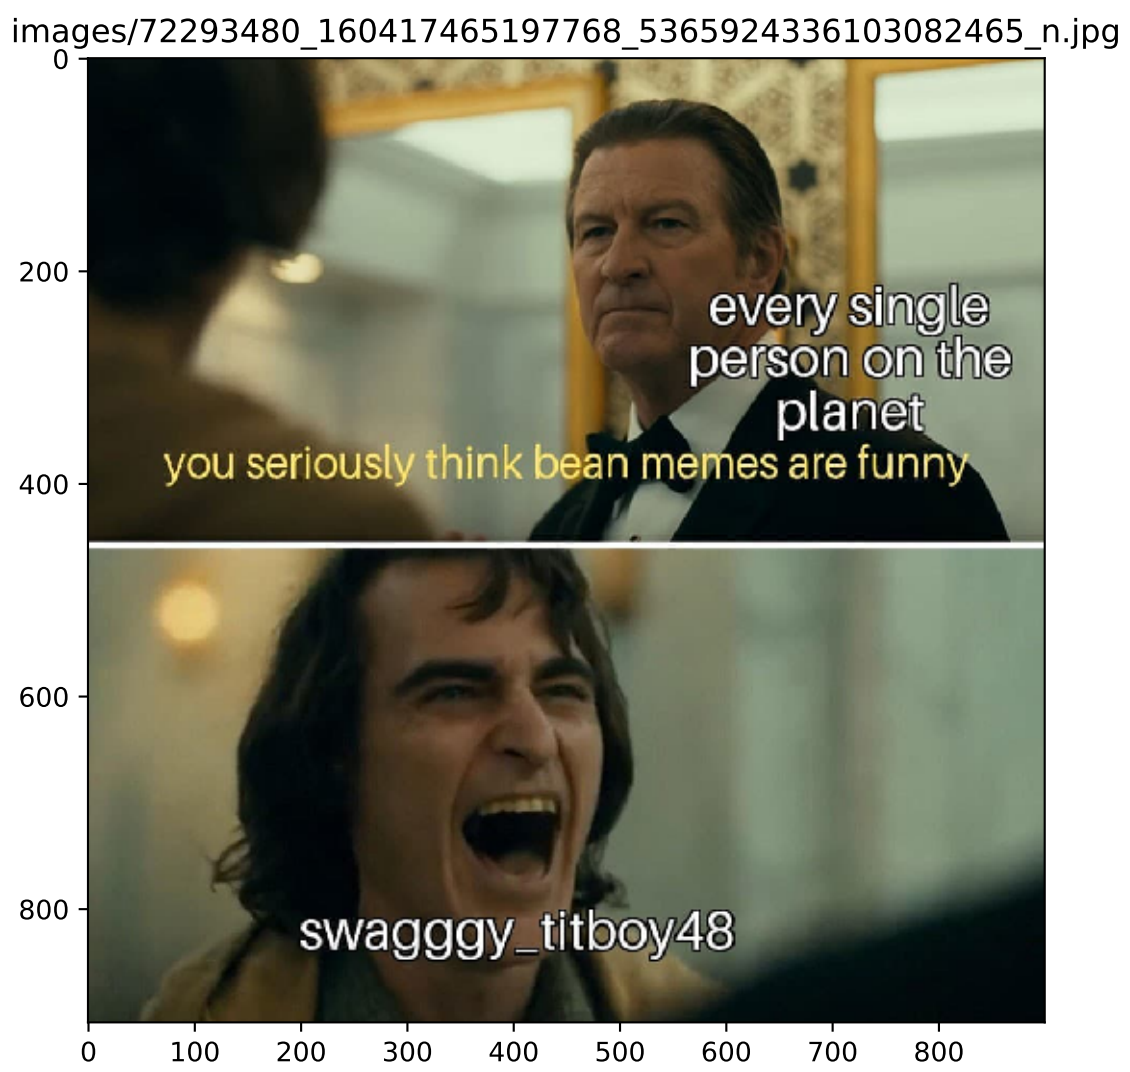 images/72293480_160417465197768_5365924336103082465_n.jpg
0
200
400
600
800
every single
person on the
planet
you seriously think bean memes are funny
swagggy_titboy48
0 100 200 300 400 500 600 700 800